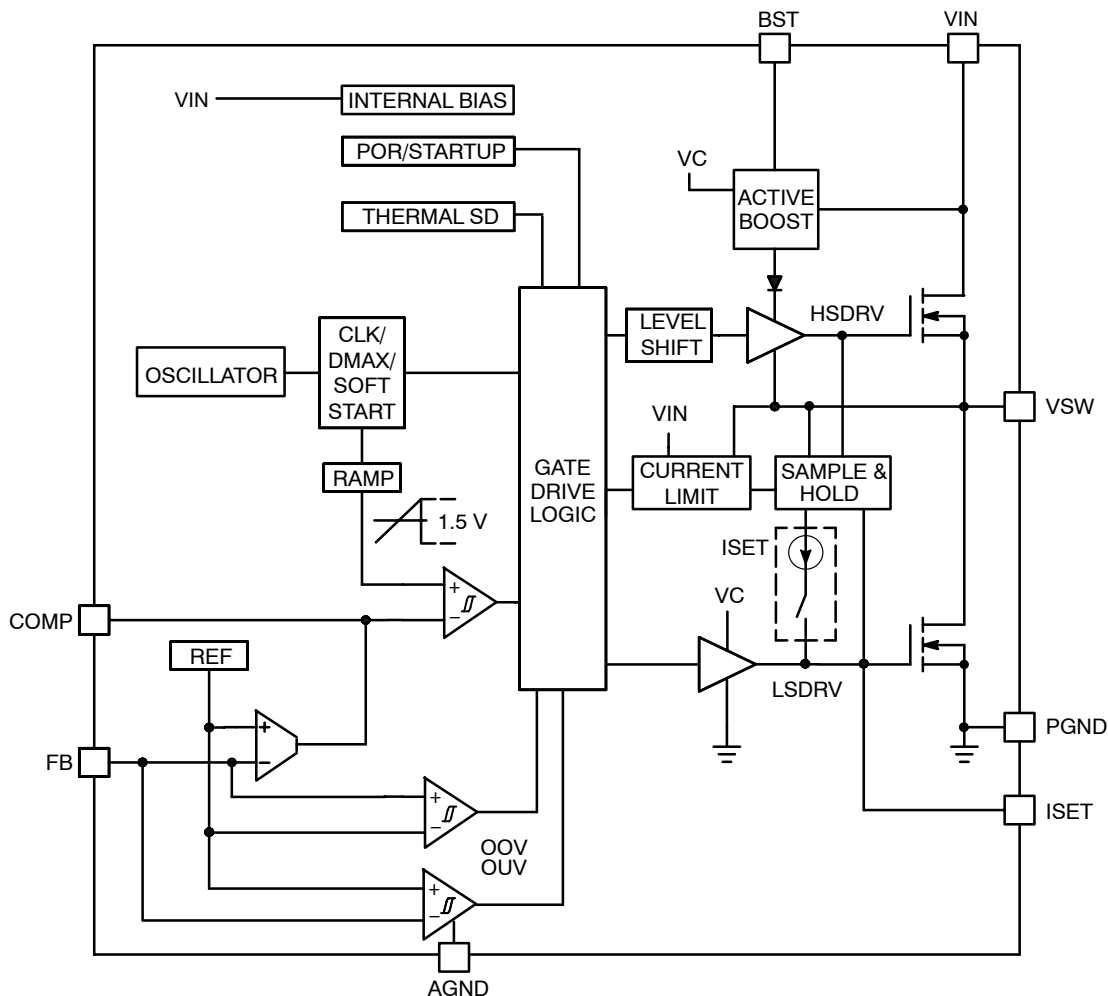 BST
VIN
VIN
INTERNAL BIAS
POR/STARTUP
THERMAL SD
VC
ACTIVE
BOOST
OSCILLATOR
CLK/
DMAX/
SOFT
START
LEVEL
SHIFT
HSDRV
VSW
RAMP
1.5 V
GATE
DRIVE
LOGIC
VIN
CURRENT
LIMIT
SAMPLE &
HOLD
ISET
COMP
+
−
VC
LSDRV
REF
+
−
FB
PGND
+
−
OOV
OUV
ISET
+
−
AGND